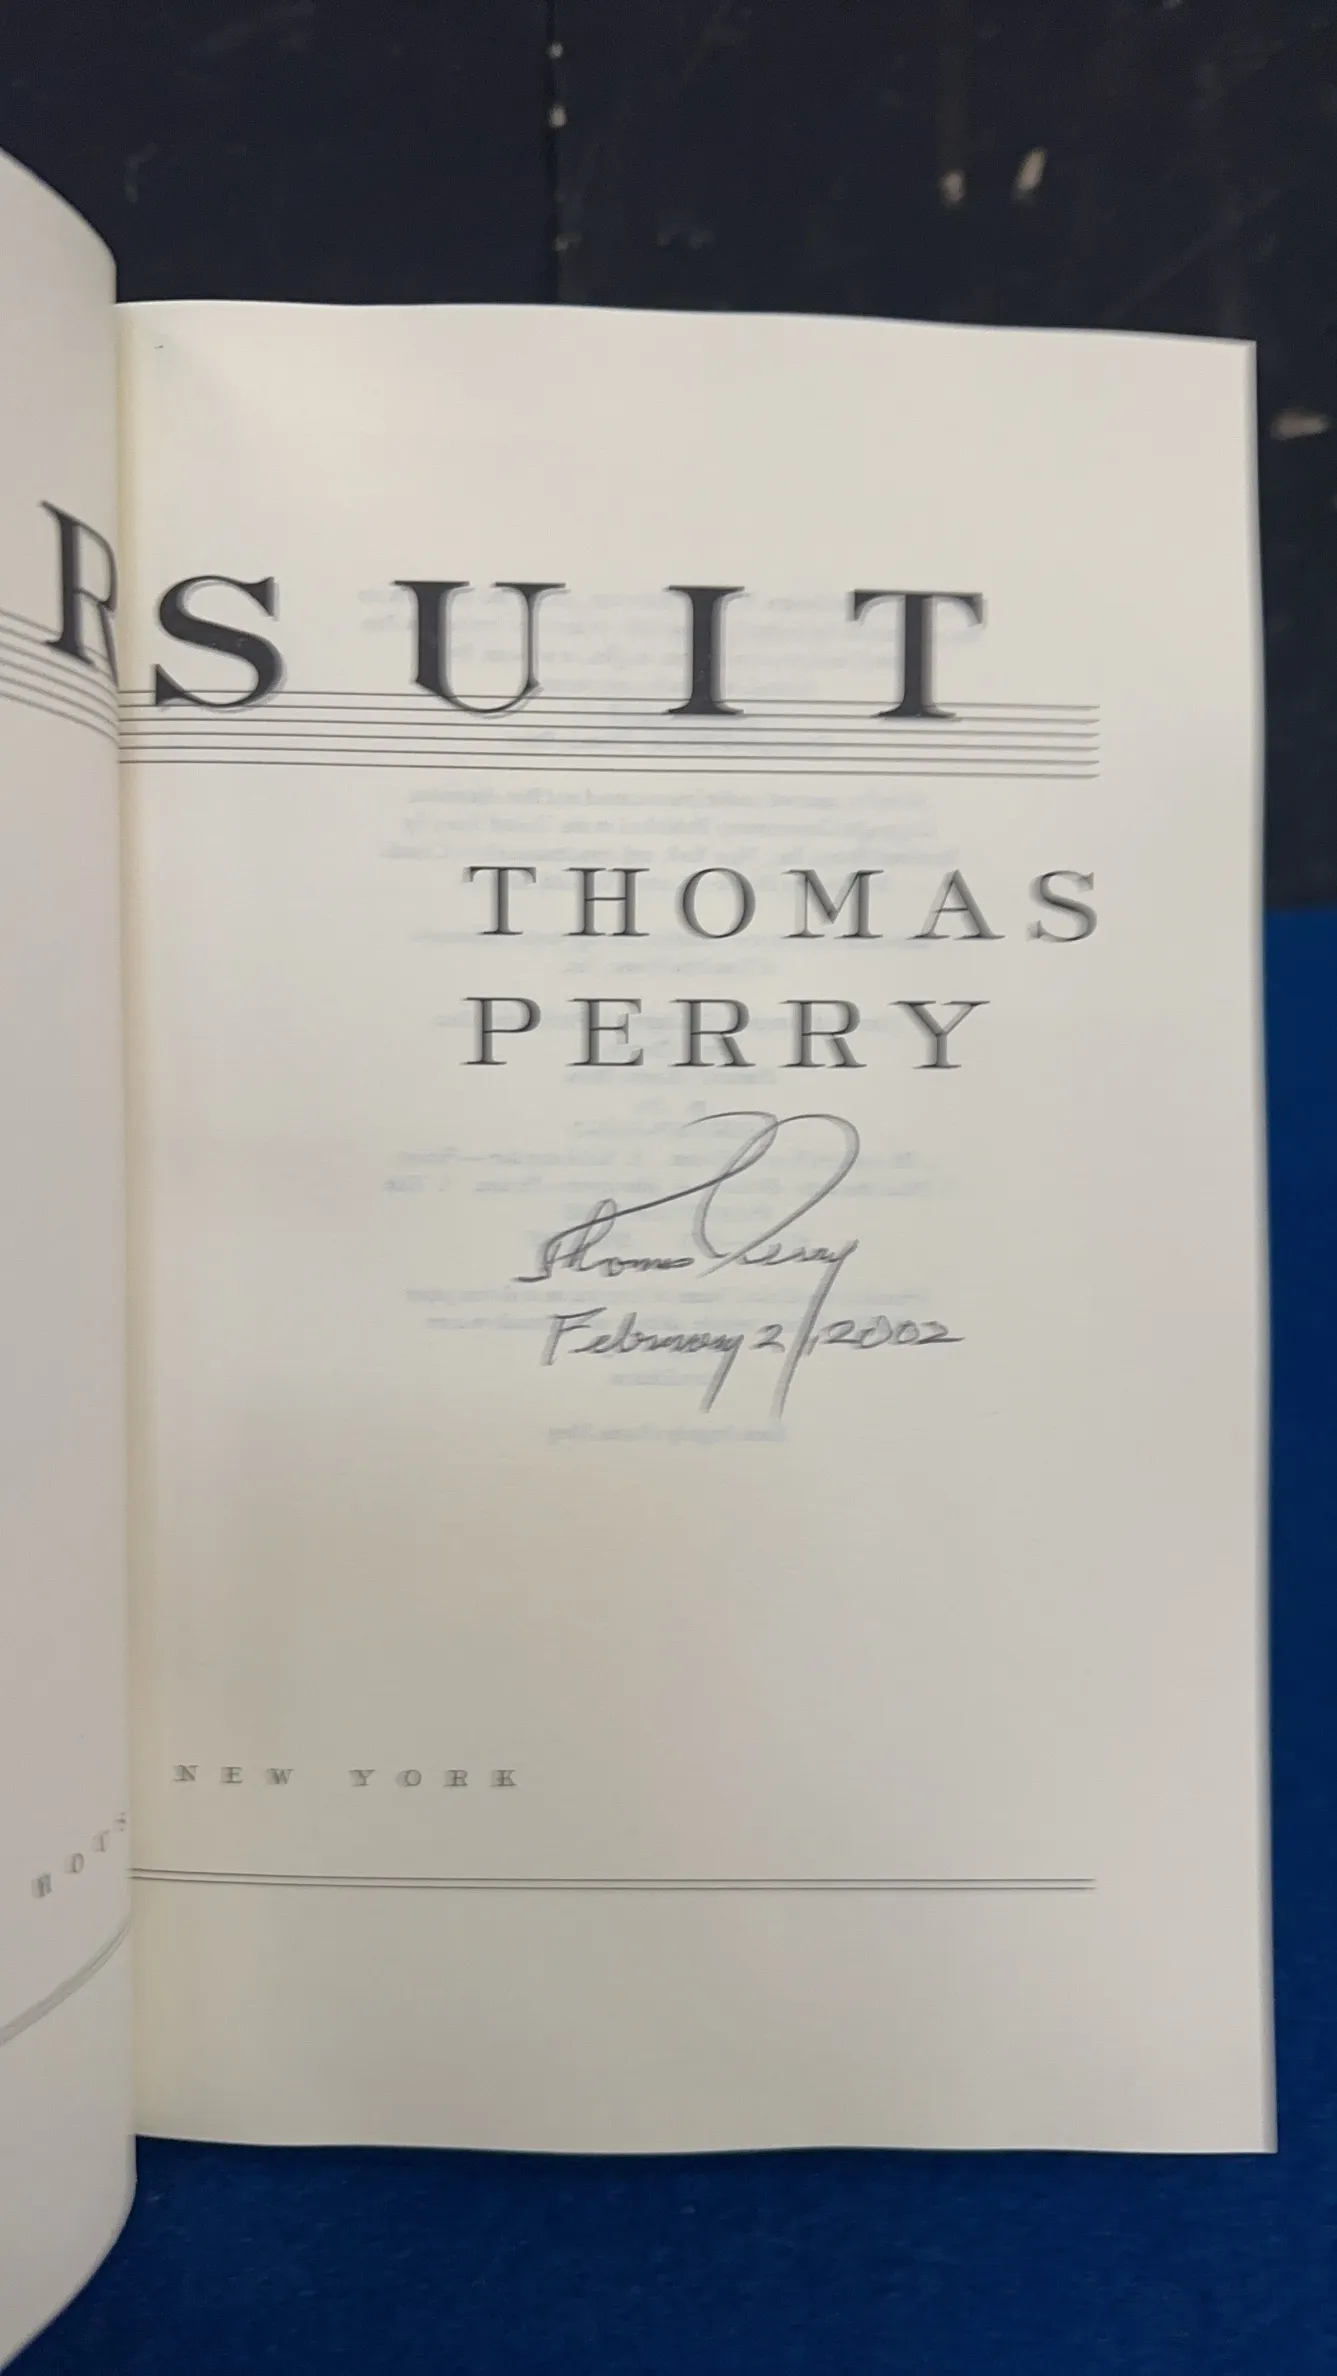 RSUIT
THOMAS
PERRY
Thomas Perry
February 2, 2002
NEW YORK